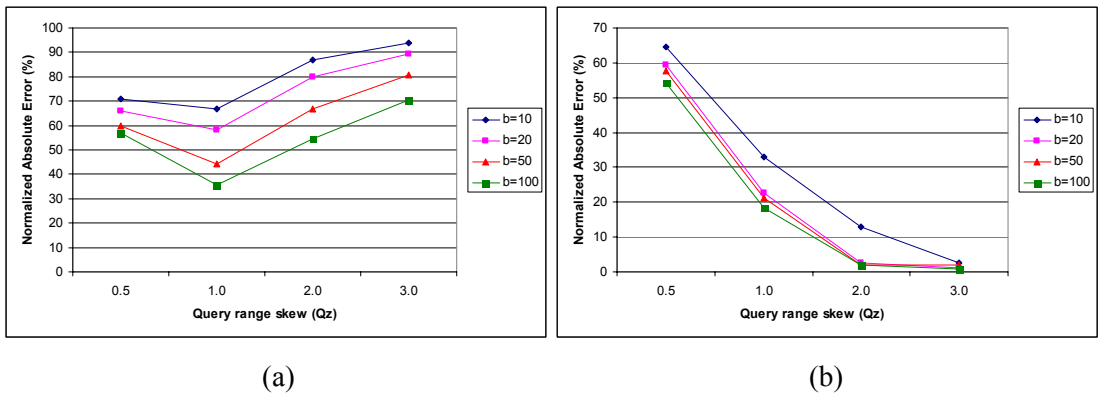 100
90
80
70
60
50
40
30
20
10
0
Normalized Absolute Error (%)
0.5 1.0 2.0 3.0
Query range skew (Qz)
b=10
b=20
b=50
b=100
(a)
70
60
50
40
30
20
10
0
Normalized Absolute Error (%)
0.5 1.0 2.0 3.0
Query range skew (Qz)
b=10
b=20
b=50
b=100
(b)